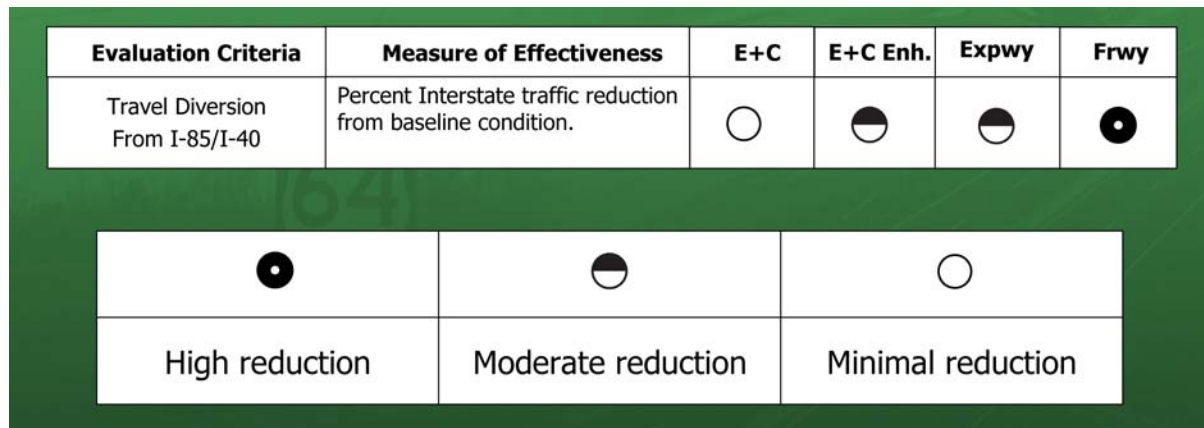 Evaluation Criteria Measure of Effectiveness E+C E+C Enh. Expwy Frwy
Travel Diversion
From I-85/I-40
Percent Interstate traffic reduction
from baseline condition.
64
High reduction Moderate reduction Minimal reduction